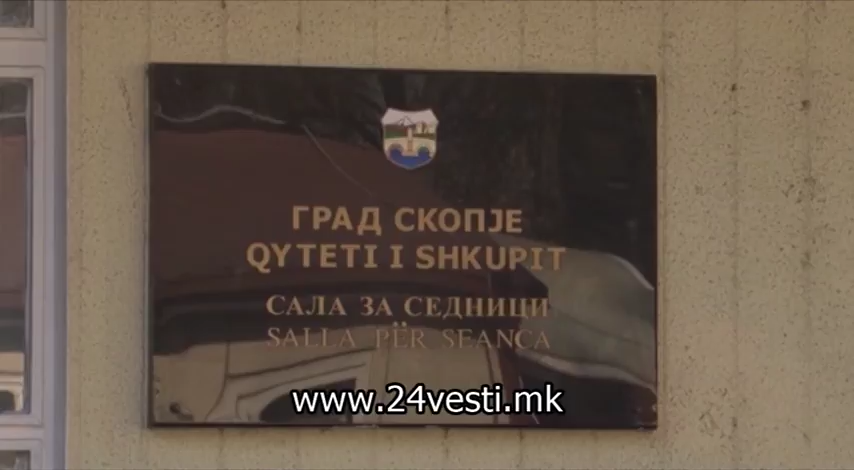 ГРАД СКОПЈЕ
QYTETI I SHKUPIT
САЛА ЗА СЕДНИЦИ
SALLA PËR SEANCA
www.24vesti.mk